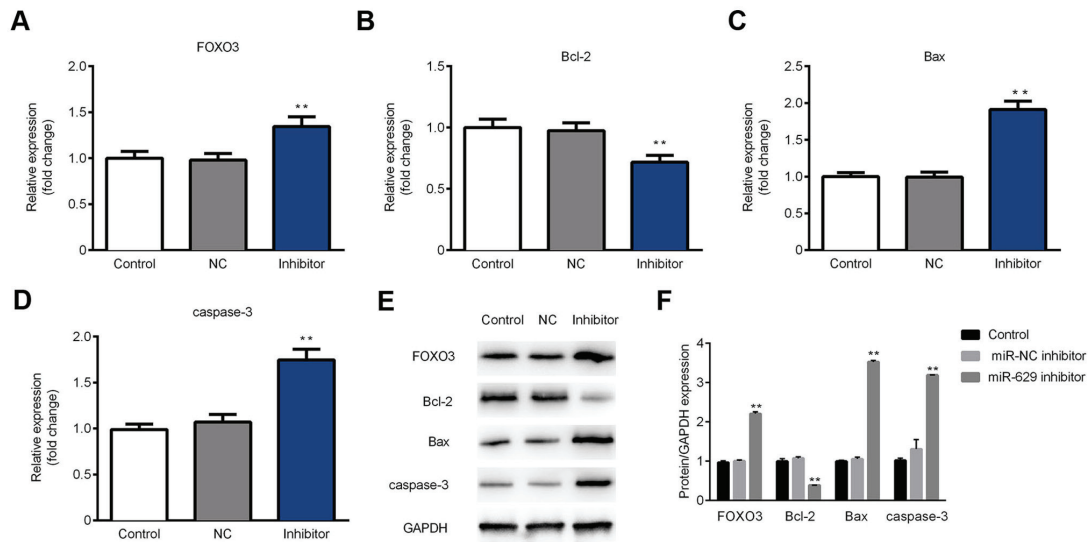 A
FOXO3
Relative expression
(fold change)
2.0
1.5
1.0
0.5
0.0
**
Control
NC
Inhibitor
B
Bcl-2
Relative expression
(fold change)
1.5
1.0
0.5
0.0
**
Control
NC
Inhibitor
C
Bax
Relative expression
(fold change)
2.5
2.0
1.5
1.0
0.5
0.0
**
Control
NC
Inhibitor
D
caspase-3
Relative expression
(fold change)
2.0
1.5
1.0
0.5
0.0
**
Control
NC
Inhibitor
E
Control NC Inhibitor
FOXO3
Bcl-2
Bax
caspase-3
GAPDH
F
Control
miR-NC inhibitor
miR-629 inhibitor
Protein/GAPDH expression
4
3
2
1
0
**
**
**
**
FOXO3 Bcl-2 Bax caspase-3